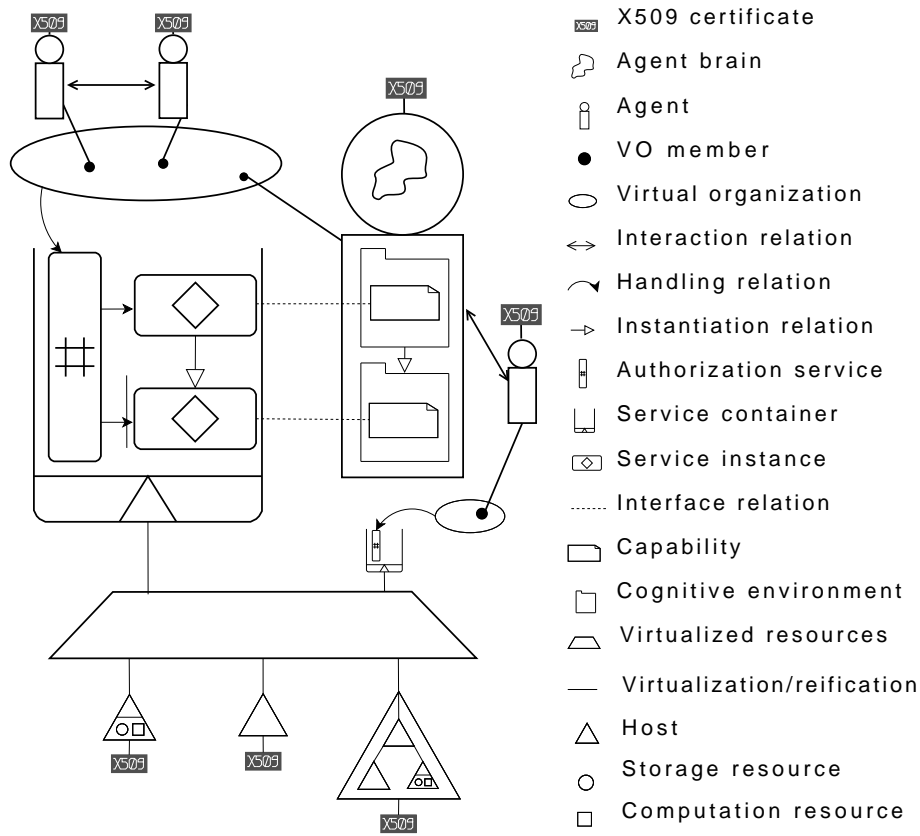 X509
X509
X509
X509
X509
X509
X509
X509 X509 certificate
Agent brain
Agent
VO member
Virtual organization
Interaction relation
Handling relation
Instantiation relation
Authorization service
Service container
Service instance
Interface relation
Capability
Cognitive environment
Virtualized resources
Virtualization/reification
Host
Storage resource
Computation resource